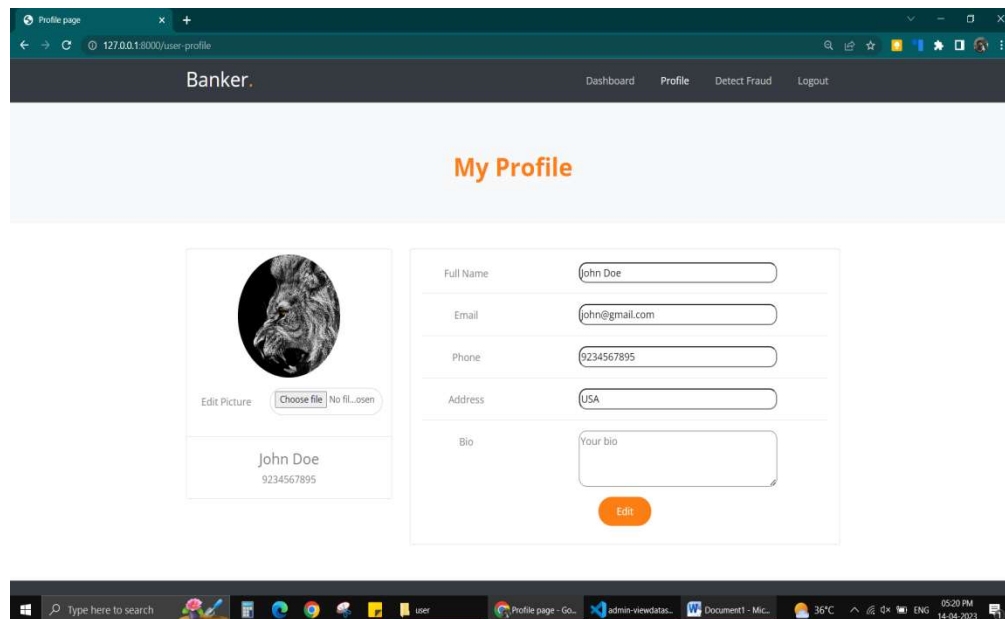 Profile page
127.0.0.1:8000/user-profile
Banker.
Dashboard Profile Detect Fraud Logout
My Profile
Edit Picture Choose file No fil...osen
John Doe
9234567895
Full Name John Doe
Email john@gmail.com
Phone 9234567895
Address USA
Bio Your bio
Edit
Type here to search
user
Profile page - Go...
admin-viewdatas...
Document1 - Mic...
36°C
ENG
05:20 PM
14-04-2023